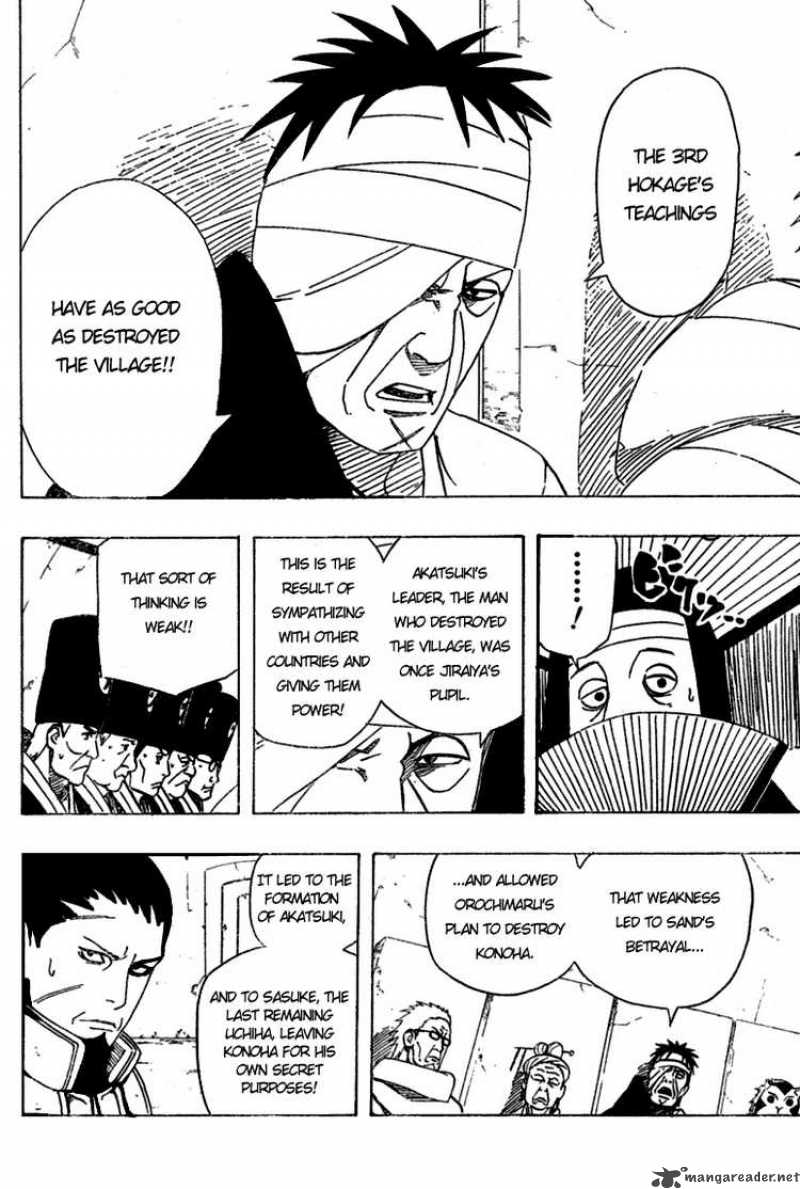 THE 3RD
HOKAGE'S
TEACHINGS
HAVE AS GOOD
AS DESTROYED
THE VILLAGE!!
......!
ビクッ…
AKATSUKI'S
LEADER, THE MAN
WHO DESTROYED
THE VILLAGE, WAS
ONCE JIRAIYA'S
PUPIL.
THIS IS THE
RESULT OF
SYMPATHIZING
WITH OTHER
COUNTRIES AND
GIVING THEM
POWER!
THAT SORT OF
THINKING IS
WEAK!!
THAT WEAKNESS
LED TO SAND'S
BETRAYAL...
...AND ALLOWED
OROCHIMARU'S
PLAN TO DESTROY
KONOHA.
IT LED TO THE
FORMATION
OF AKATSUKI,
AND TO SASUKE, THE
LAST REMAINING
UCHIHA, LEAVING
KONOHA FOR HIS
OWN SECRET
PURPOSES!
mangareader.net